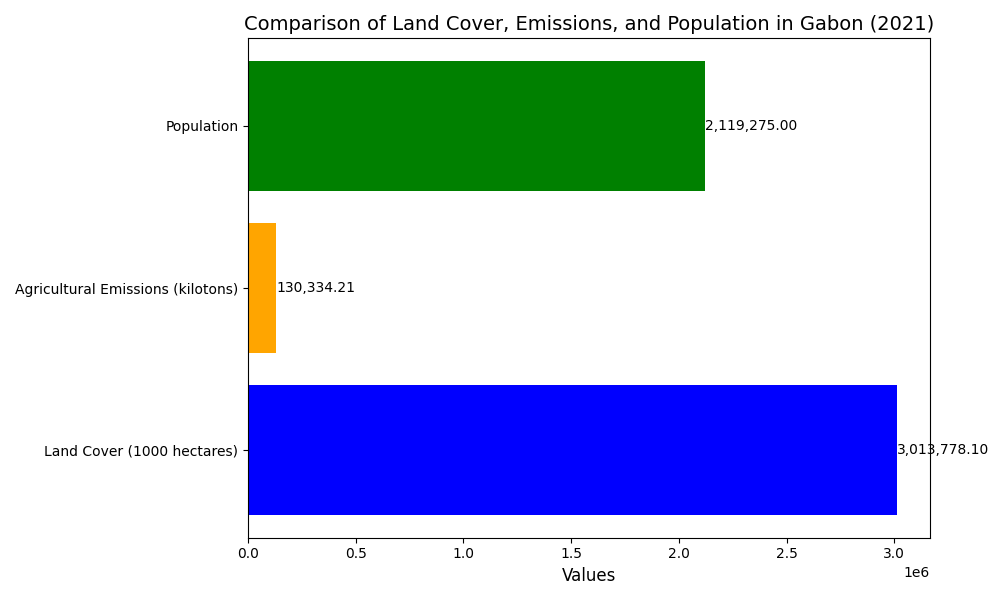 Comparison of Land Cover, Emissions, and Population in Gabon (2021)
Population
2,119,275.00
Agricultural Emissions (kilotons)
130,334.21
Land Cover (1000 hectares)
3,013,778.10
0.0 0.5 1.0 1.5 2.0 2.5 3.0
1e6
Values